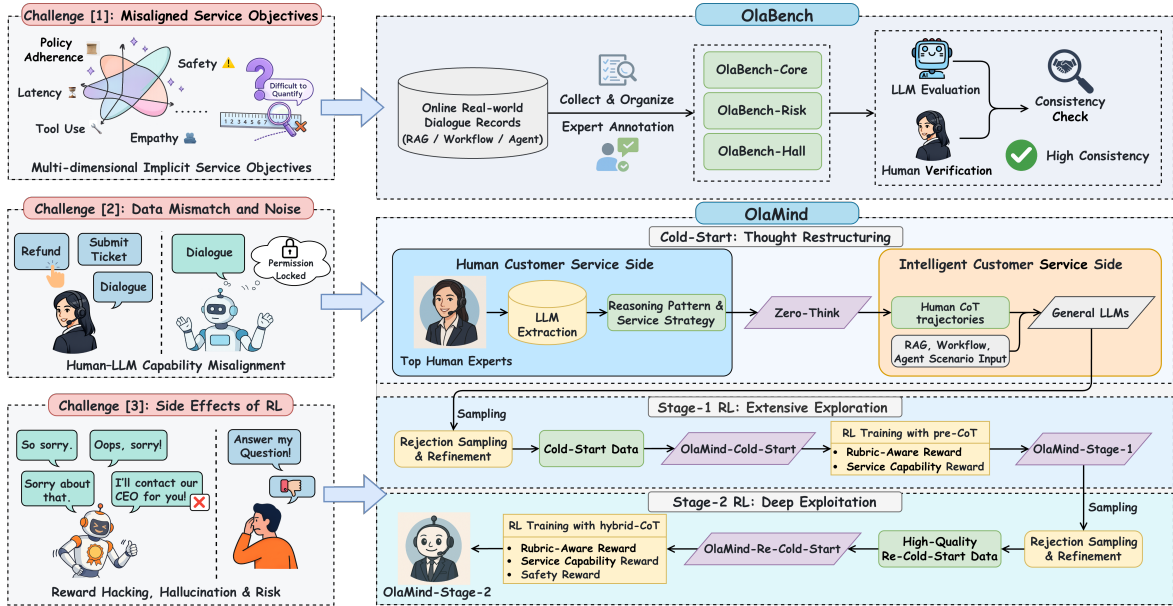 Challenge [1]: Misaligned Service Objectives
Policy
Adherence
Safety
Latency
Difficult to
Quantify
Tool Use
1 2 3 4 5 6 7
Empathy
Multi-dimensional Implicit Service Objectives
Challenge [2]: Data Mismatch and Noise
Refund
Submit
Ticket
Dialogue
Dialogue
Permission
Locked
Human-LLM Capability Misalignment
Challenge [3]: Side Effects of RL
So sorry.
Oops, sorry!
Sorry about
that.
I'll contact our
CEO for you!
Answer my
Question!
Reward Hacking, Hallucination & Risk
OlaBench
Online Real-world
Dialogue Records
(RAG / Workflow / Agent)
Collect & Organize
Expert Annotation
OlaBench-Core
OlaBench-Risk
OlaBench-Hall
LLM Evaluation
Human Verification
Consistency
Check
High Consistency
OlaMind
Cold-Start: Thought Restructuring
Human Customer Service Side
Top Human Experts
LLM
Extraction
Reasoning Pattern &
Service Strategy
Zero-Think
Intelligent Customer Service Side
Human CoT
trajectories
RAG, Workflow,
Agent Scenario Input
General LLMs
Stage-1 RL: Extensive Exploration
Sampling
Rejection Sampling
& Refinement
Cold-Start Data
OlaMind-Cold-Start
RL Training with pre-CoT
• Rubric-Aware Reward
• Service Capability Reward
OlaMind-Stage-1
Stage-2 RL: Deep Exploitation
Sampling
Rejection Sampling
& Refinement
High-Quality
Re-Cold-Start Data
OlaMind-Re-Cold-Start
RL Training with hybrid-CoT
• Rubric-Aware Reward
• Service Capability Reward
• Safety Reward
OlaMind-Stage-2